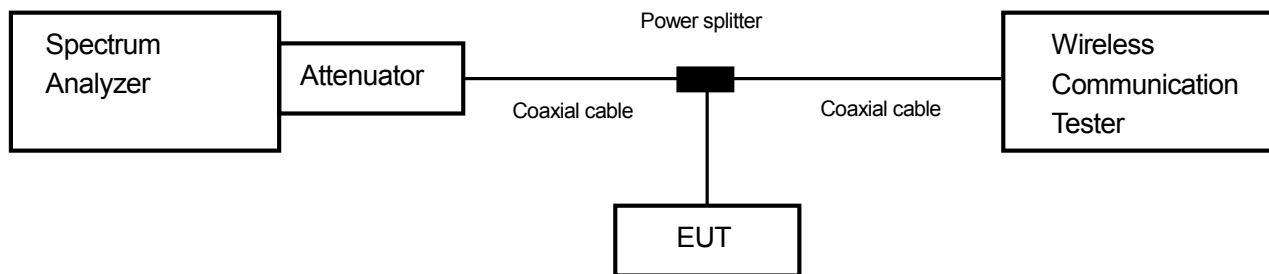 Power splitter
Spectrum
Analyzer
Attenuator
Wireless
Communication
Tester
Coaxial cable
Coaxial cable
EUT